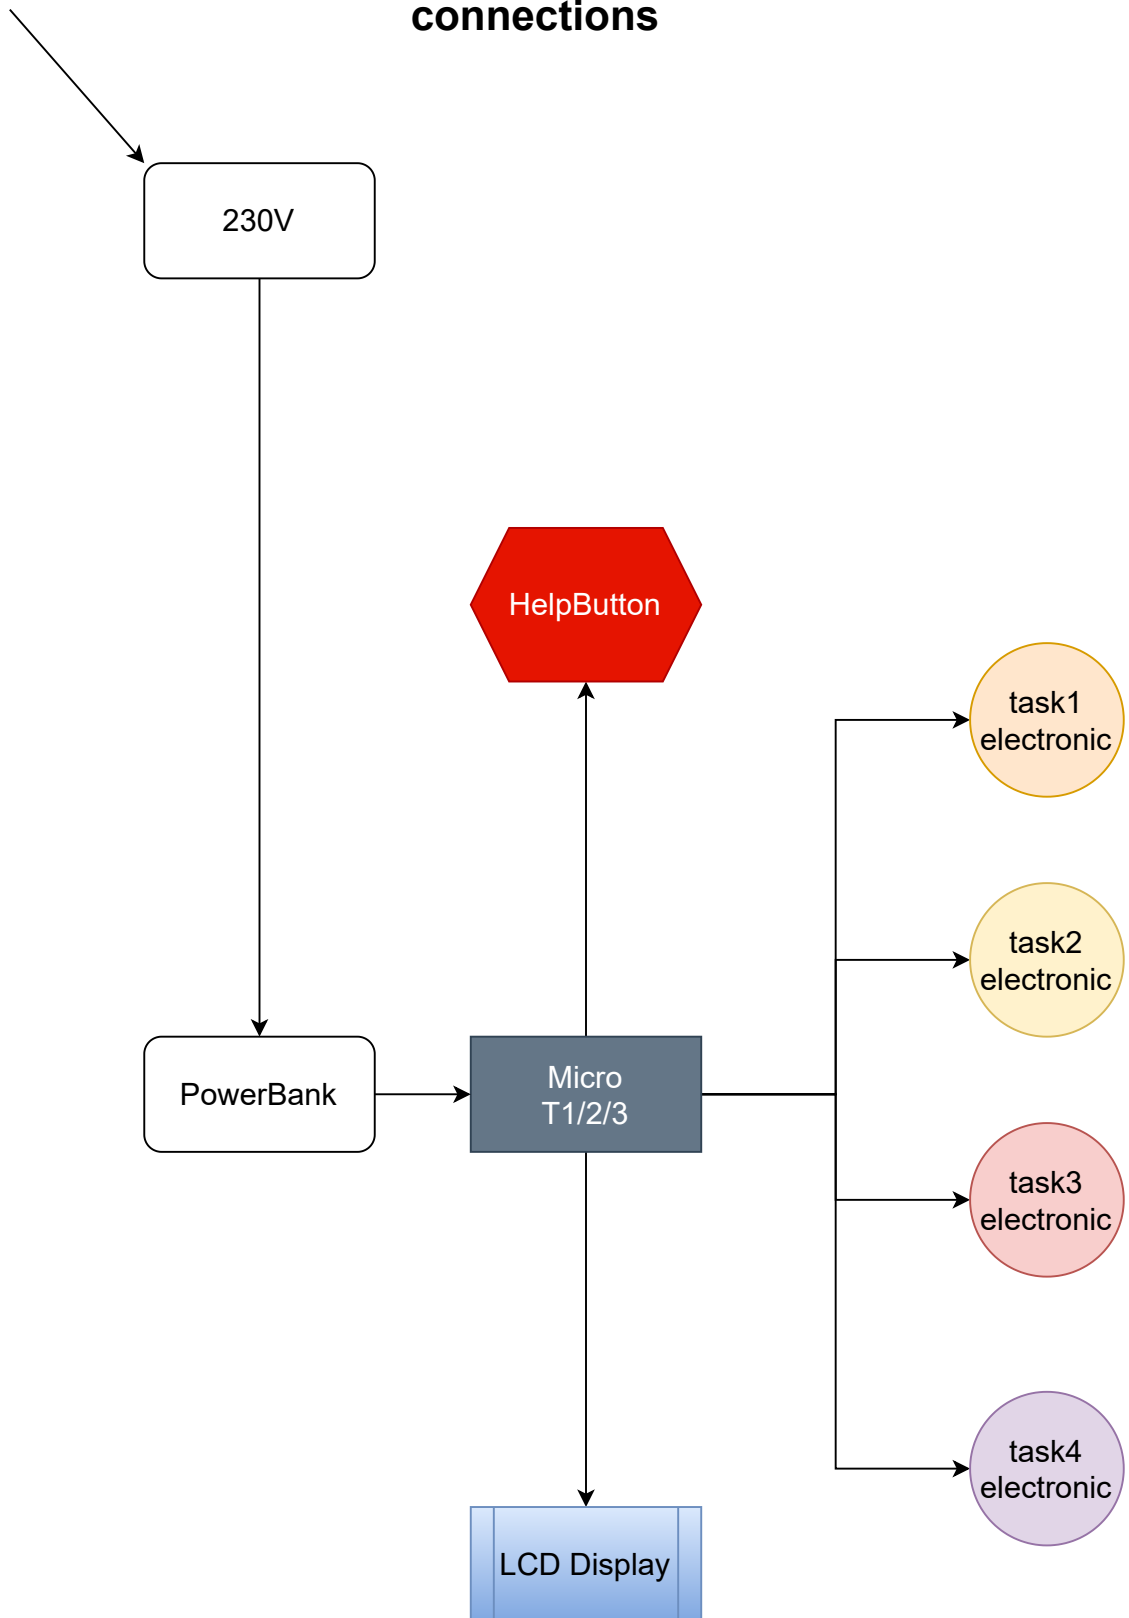 connections
230V
HelpButton
task1
electronic
task2
electronic
PowerBank
Micro
T1/2/3
task3
electronic
task4
electronic
LCD Display